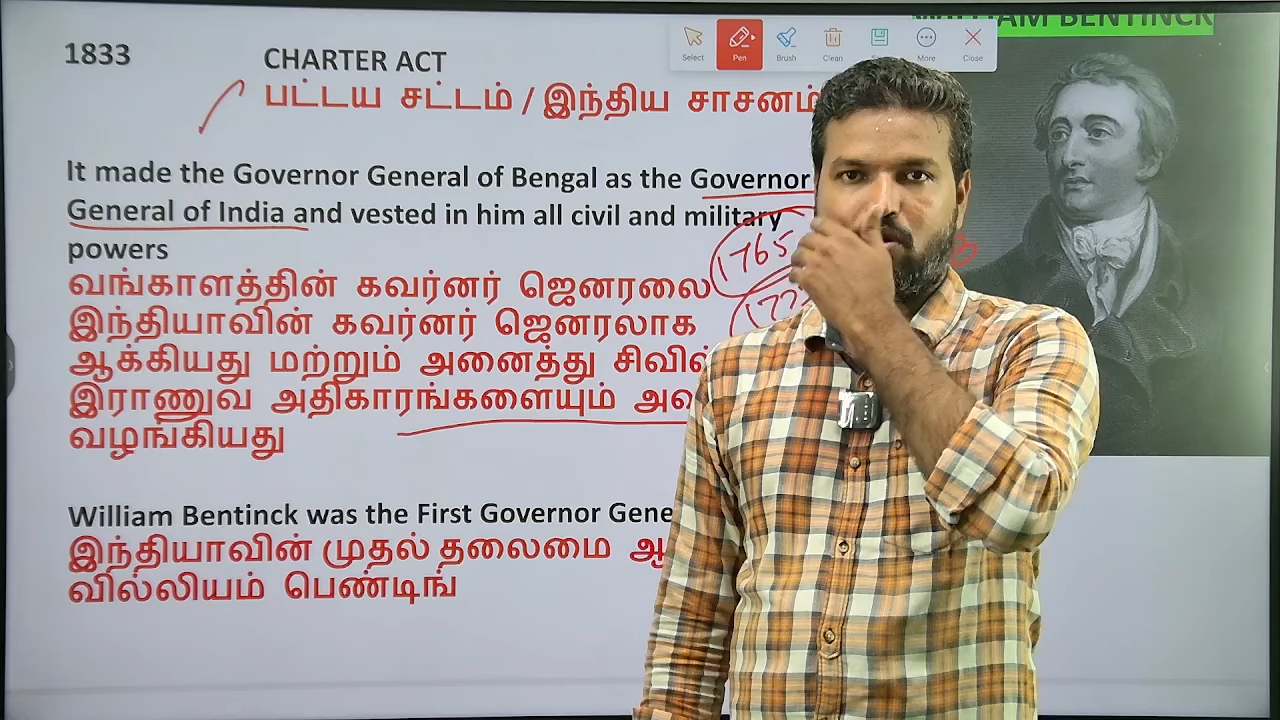 WILLIAM BENTINCK
Select Pen Brush Clean More Close
1833 CHARTER ACT
பட்டய சட்டம் / இந்திய சாசனம்
It made the Governor General of Bengal as the Governor
General of India and vested in him all civil and military
powers
1765
வங்காளத்தின் கவர்னர் ஜெனரலை
இந்தியாவின் கவர்னர் ஜெனரலாக
ஆக்கியது மற்றும் அனைத்து சிவில்
இராணுவ அதிகாரங்களையும்
வழங்கியது
William Bentinck was the First Governor
இந்தியாவின் முதல் தலைமை
வில்லியம் பெண்டிங்